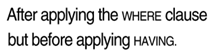 After applying the WHERE clause
but before applying HAVING.